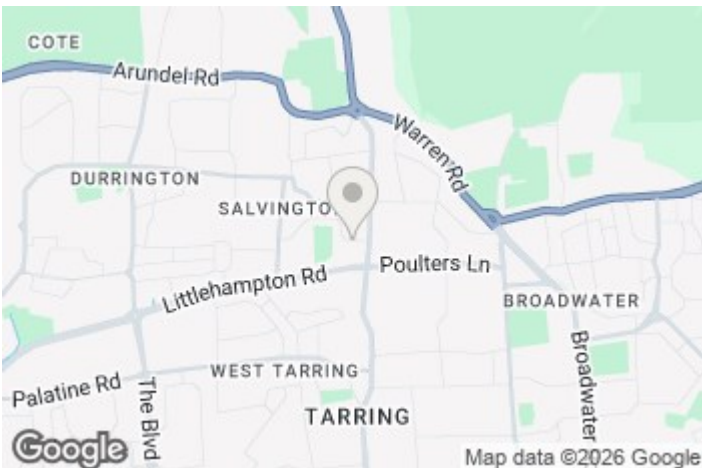 COTE
Arundel Rd
Warren Rd
DURRINGTON
SALVINGTON
Poulters Ln
Littlehampton Rd
BROADWATER
WEST TARRING
Palatine Rd
The Blvd
Broadwater
TARRING
Google
Map data ©2026 Google